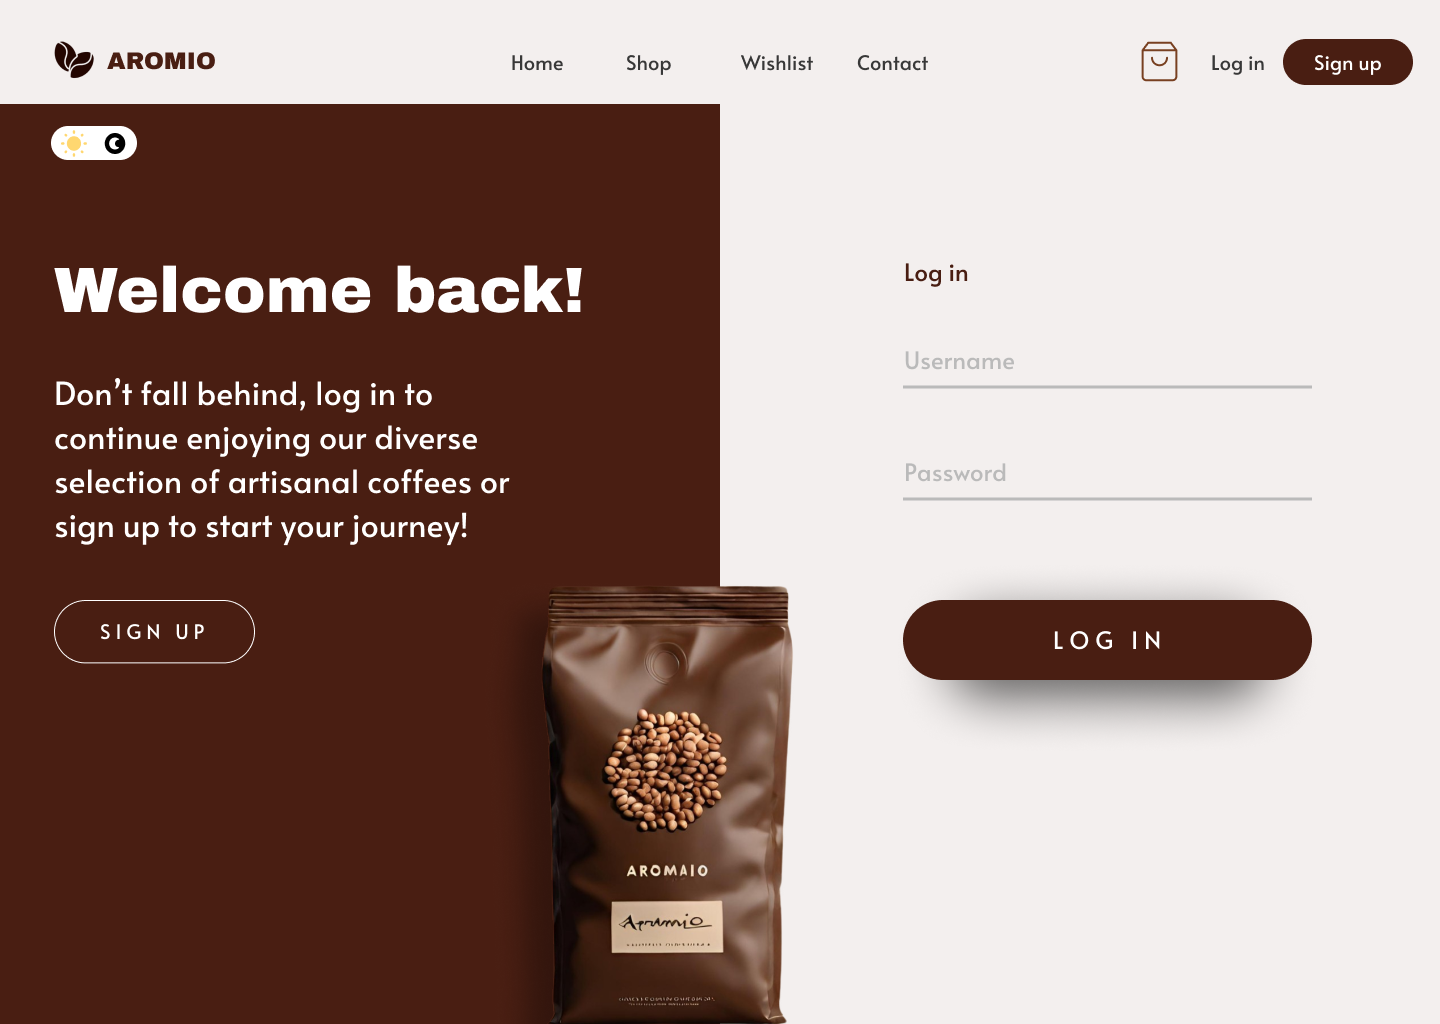 AROMIO
Home
Shop
Wishlist
Contact
Log in
Sign up
Welcome back!
Don’t fall behind, log in to
continue enjoying our diverse
selection of artisanal coffees or
sign up to start your journey!
SIGN UP
Log in
Username
Password
LOG IN
AROMAIO